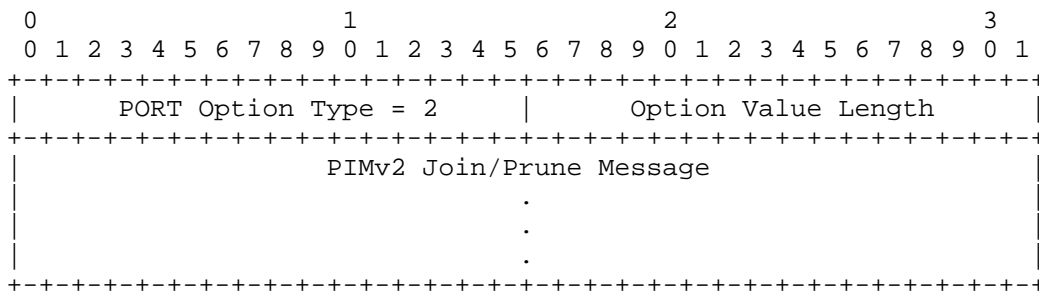 0                   1                   2                   3
 0 1 2 3 4 5 6 7 8 9 0 1 2 3 4 5 6 7 8 9 0 1 2 3 4 5 6 7 8 9 0 1
+-+-+-+-+-+-+-+-+-+-+-+-+-+-+-+-+-+-+-+-+-+-+-+-+-+-+-+-+-+-+-+-+
|      PORT Option Type = 2     |      Option Value Length      |
+-+-+-+-+-+-+-+-+-+-+-+-+-+-+-+-+-+-+-+-+-+-+-+-+-+-+-+-+-+-+-+-+
|                   PIMv2 Join/Prune Message                    |
|                               .                               |
|                               .                               |
|                               .                               |
+-+-+-+-+-+-+-+-+-+-+-+-+-+-+-+-+-+-+-+-+-+-+-+-+-+-+-+-+-+-+-+-+